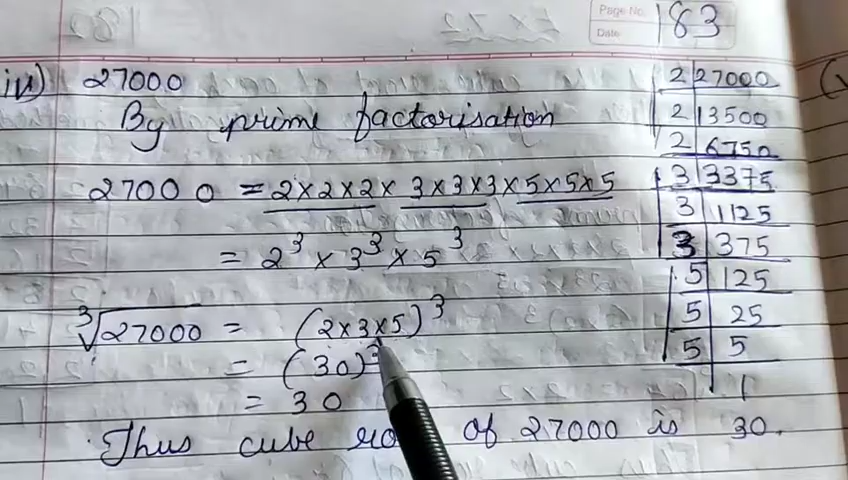 Page No. 183
Date
iv) 27000
By prime factorisation
27000 = 2×2×2× 3×3×3×5×5×5
= 2³ × 3³ × 5³
∛27000 = (2×3×5)³
= (30)³
= 30
Thus cube of 27000 is 30.
2 27000
2 13500
2 6750
3 3375
3 1125
3 375
5 125
5 25
5 5
1